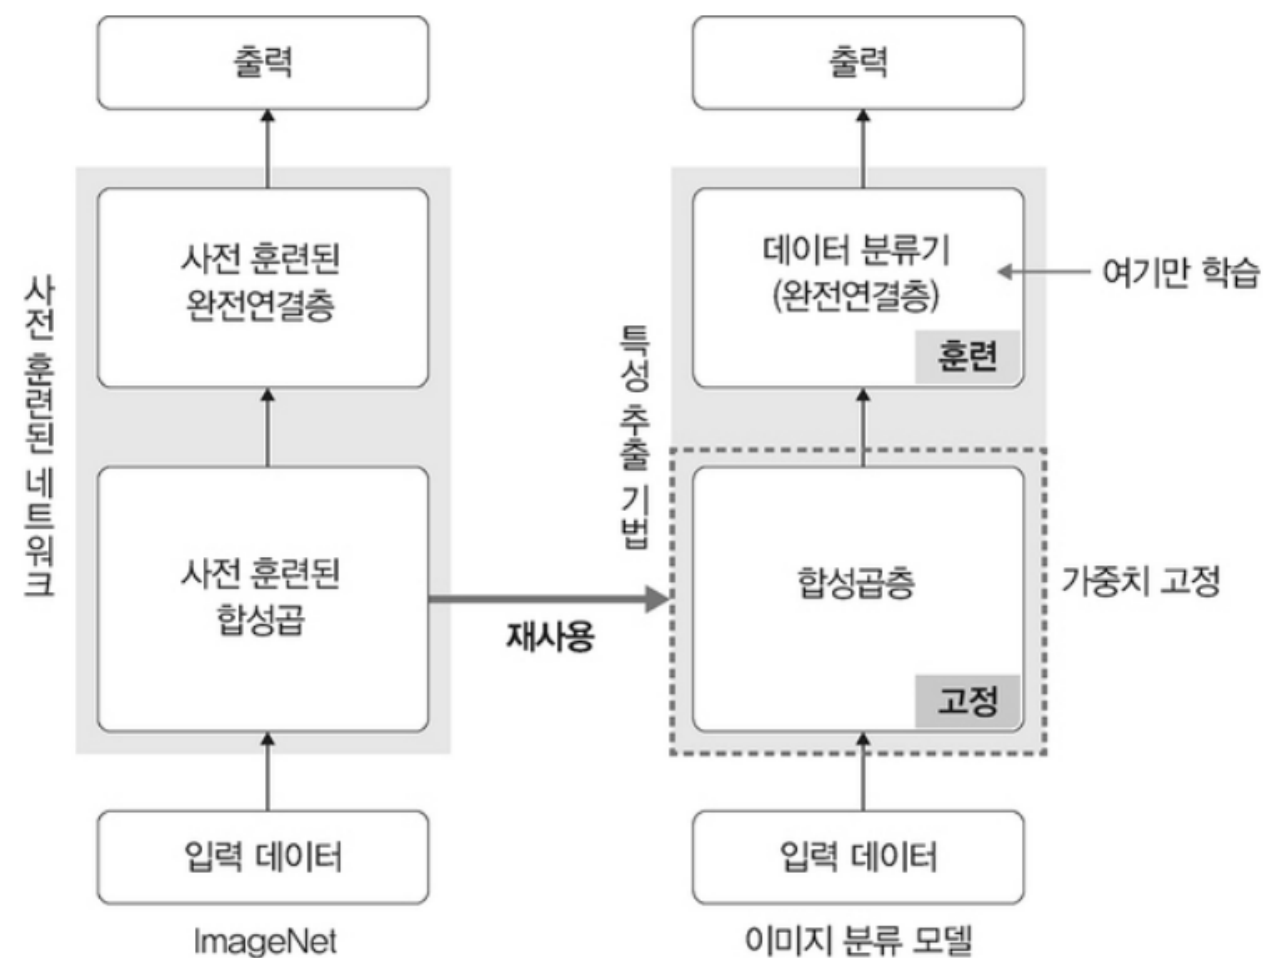 출력
사전 훈련된
완전연결층
사전 훈련된 네트워크
사전 훈련된
합성곱
입력 데이터
ImageNet
재사용
출력
데이터 분류기
(완전연결층)
훈련
여기만 학습
특성 추출 기법
합성곱층
고정
가중치 고정
입력 데이터
이미지 분류 모델